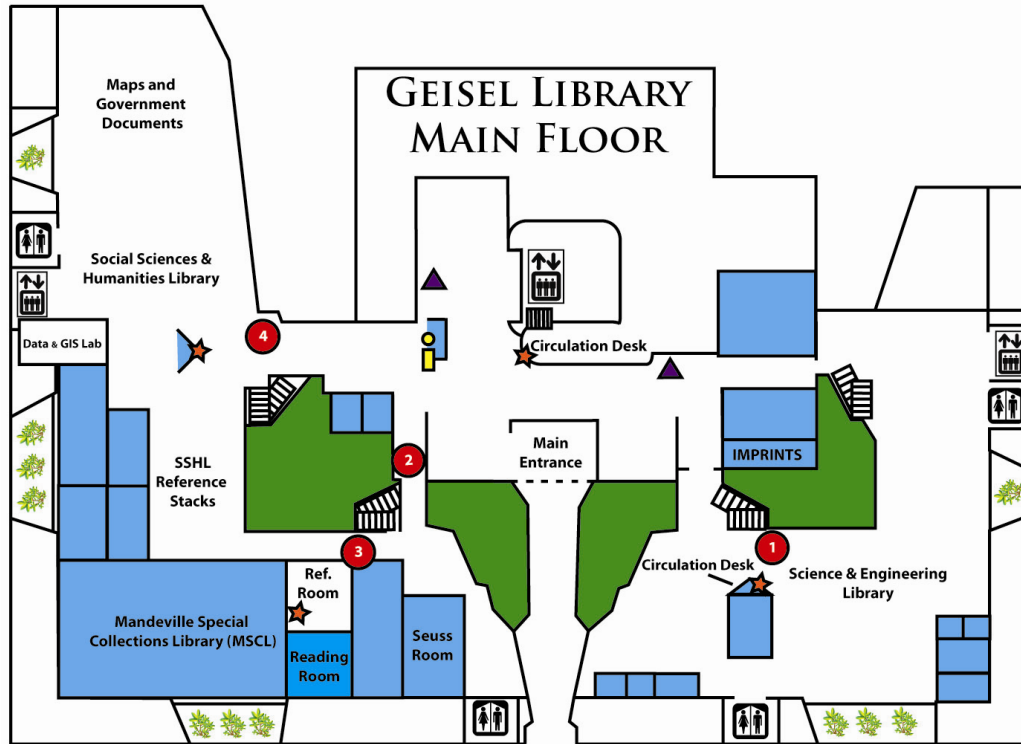 GEISEL LIBRARY
MAIN FLOOR
Maps and
Government
Documents
Social Sciences &
Humanities Library
4
Data & GIS Lab
Circulation Desk
Main
Entrance
IMPRINTS
2
SSHL
Reference
Stacks
3
1
Circulation Desk
Science & Engineering
Library
Ref.
Room
Mandeville Special
Collections Library (MSCL)
Reading
Room
Seuss
Room